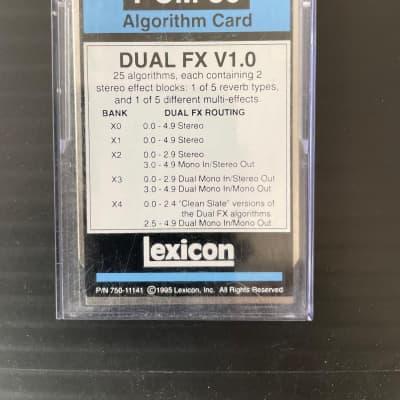 Algorithm Card
DUAL FX V1.0
25 algorithms, each containing 2
stereo effect blocks: 1 of 5 reverb types,
and 1 of 5 different multi-effects.
BANK DUAL FX ROUTING
X0 0.0 - 4.9 Stereo
X1 0.0 - 4.9 Stereo
X2 0.0 - 2.9 Stereo
3.0 - 4.9 Mono In/Stereo Out
X3 0.0 - 2.9 Dual Mono In/Stereo Out
3.0 - 4.9 Dual Mono In/Mono Out
X4 0.0 - 2.4 "Clean Slate" versions of
the Dual FX algorithms
2.5 - 4.9 Dual Mono In/Mono Out
lexicon
P/N 750-11141 ©1995 Lexicon, Inc. All Rights Reserved